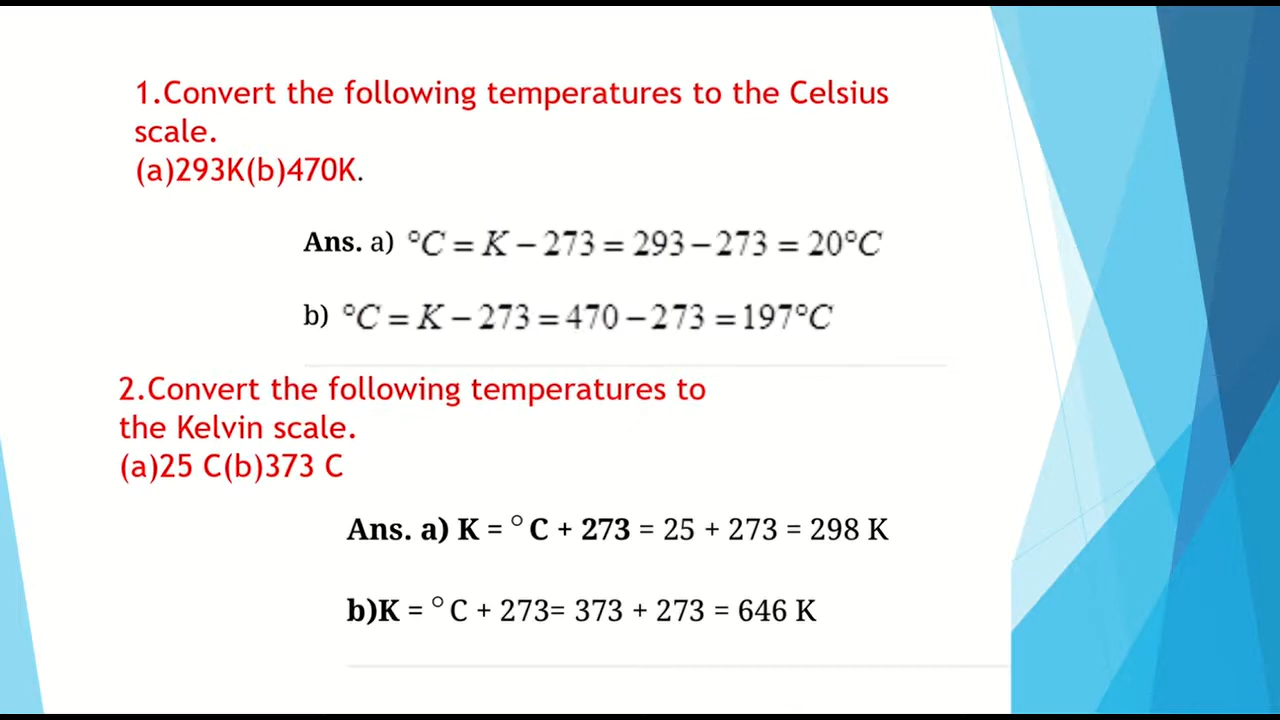 1.Convert the following temperatures to the Celsius
scale.
(a)293K(b)470K.
Ans. a) °C = K – 273 = 293 – 273 = 20°C
b) °C = K – 273 = 470 – 273 = 197°C
2.Convert the following temperatures to
the Kelvin scale.
(a)25 C(b)373 C
Ans. a) K = °C + 273 = 25 + 273 = 298 K
b)K = °C + 273= 373 + 273 = 646 K